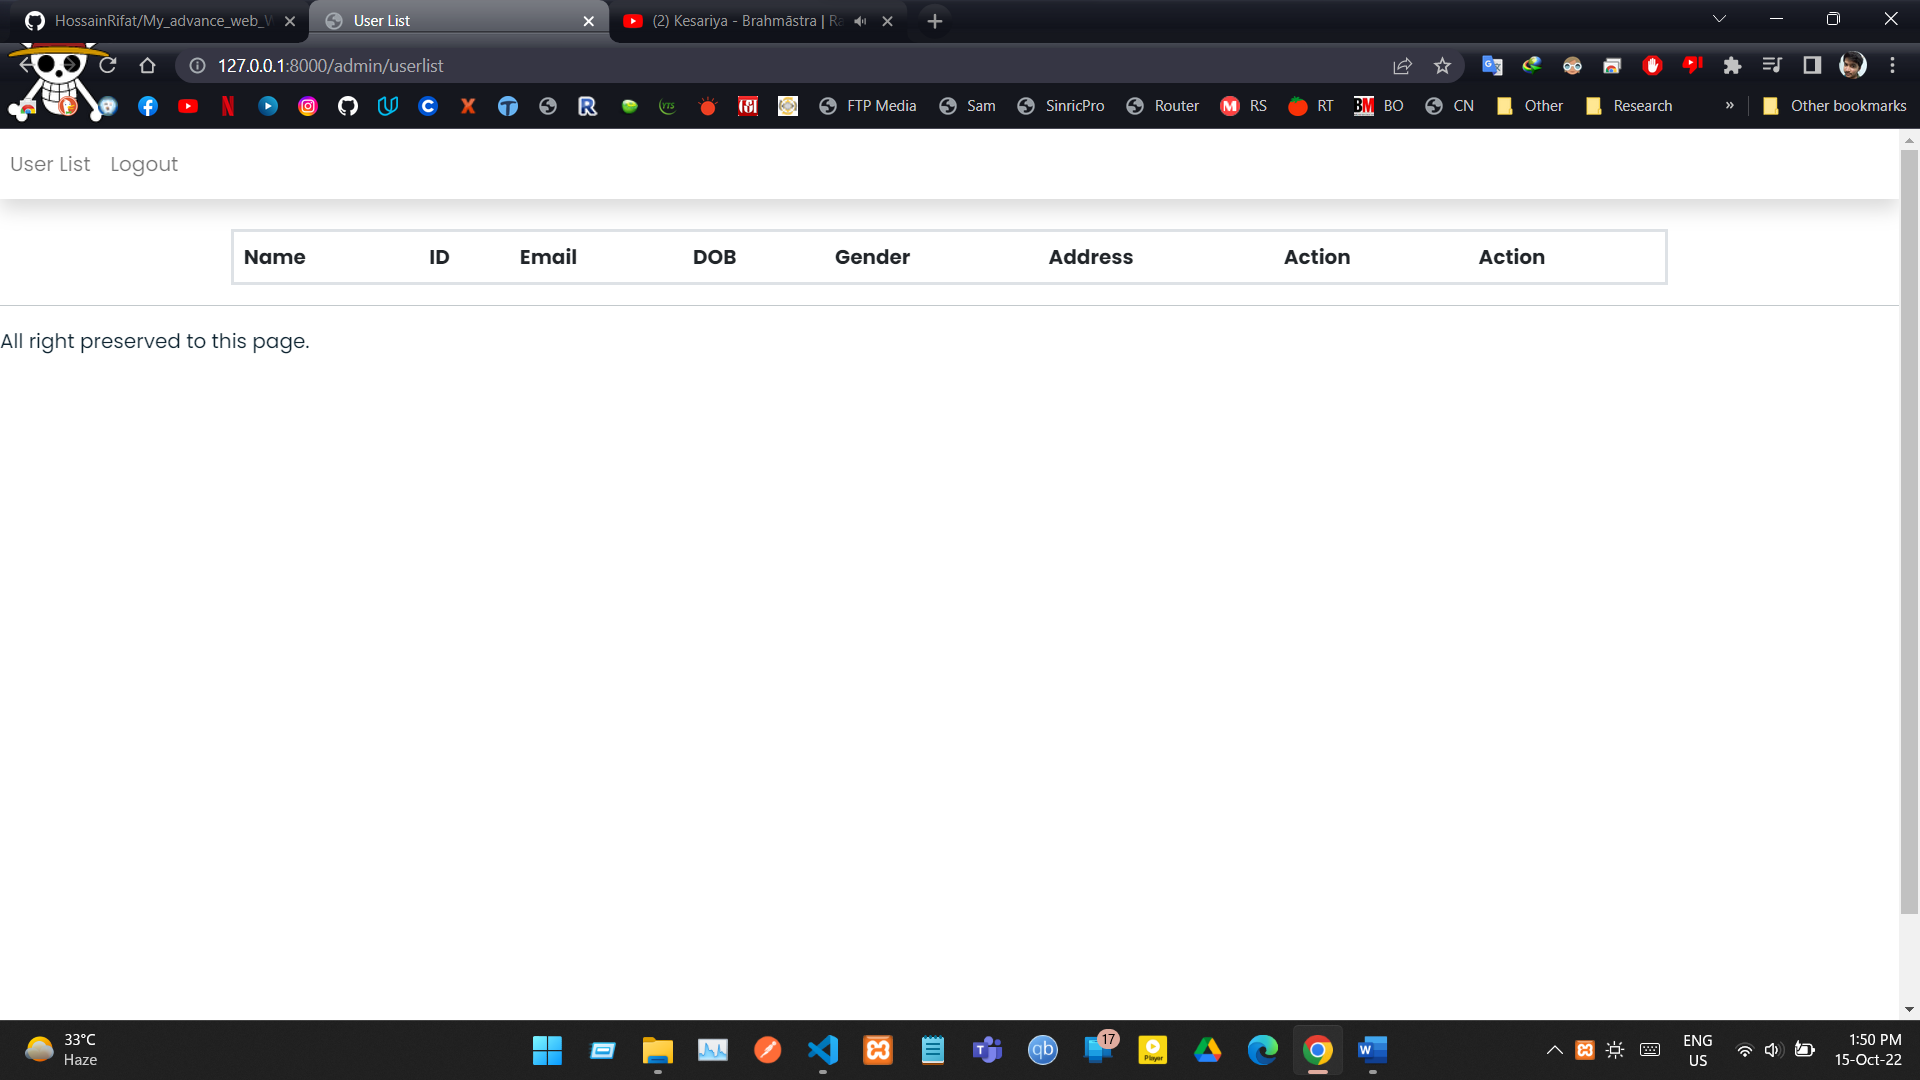 HossainRifat/My_advance_web_
User List
(2) Kesariya - Brahmāstra | Ra
127.0.0.1:8000/admin/userlist
FTP Media
Sam
SinricPro
Router
RS
RT
BO
CN
Other
Research
»
Other bookmarks
User List Logout
Name ID Email DOB Gender Address Action Action
All right preserved to this page.
33°C
Haze
17
Player
ENG
US
1:50 PM
15-Oct-22